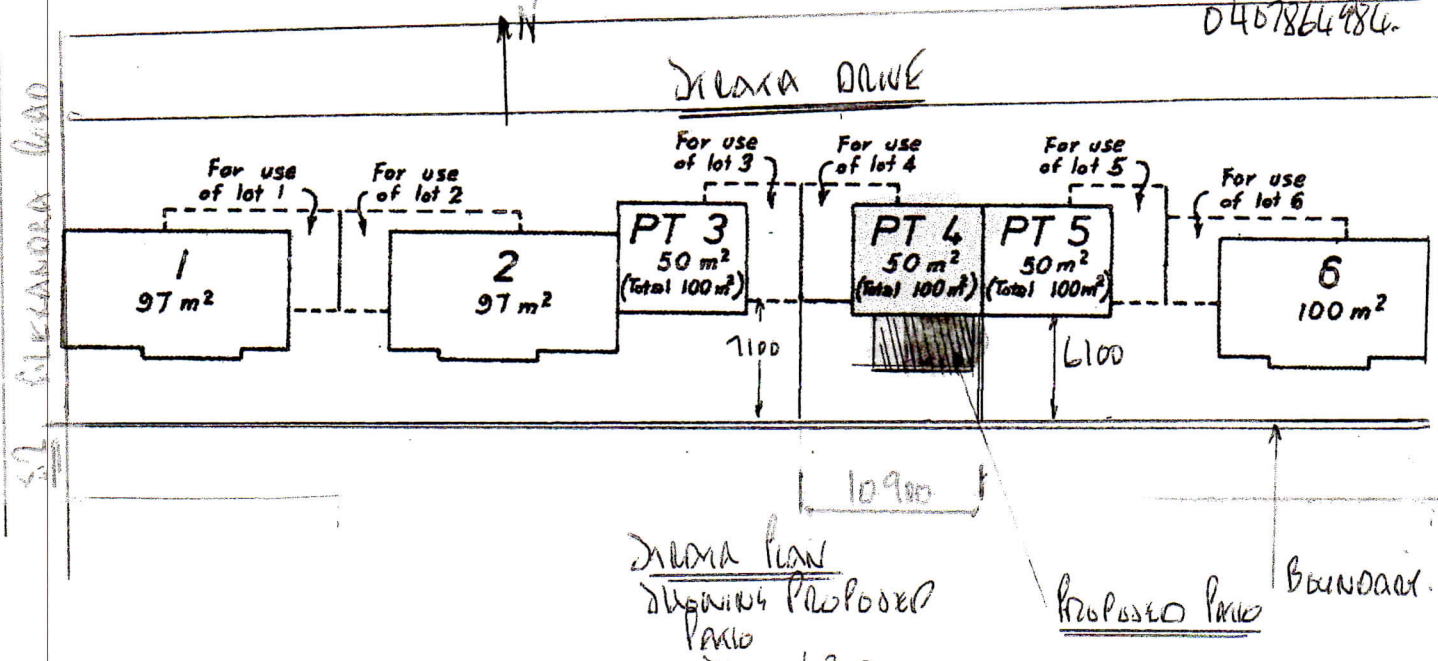 N
DRIVE
For use
of lot 1
For use
of lot 2
For use
of lot 3
For use
of lot 4
For use
of lot 5
For use
of lot 6
1
97 m²
2
97 m²
PT 3
50 m²
(Total 100 m²)
PT 4
50 m²
(Total 100 m²)
PT 5
50 m²
(Total 100 m²)
6
100 m²
7100
6100
10900
PLAN
SHOWING PROPOSED
PATIO
PROPOSED PATIO
BOUNDARY.
ROAD